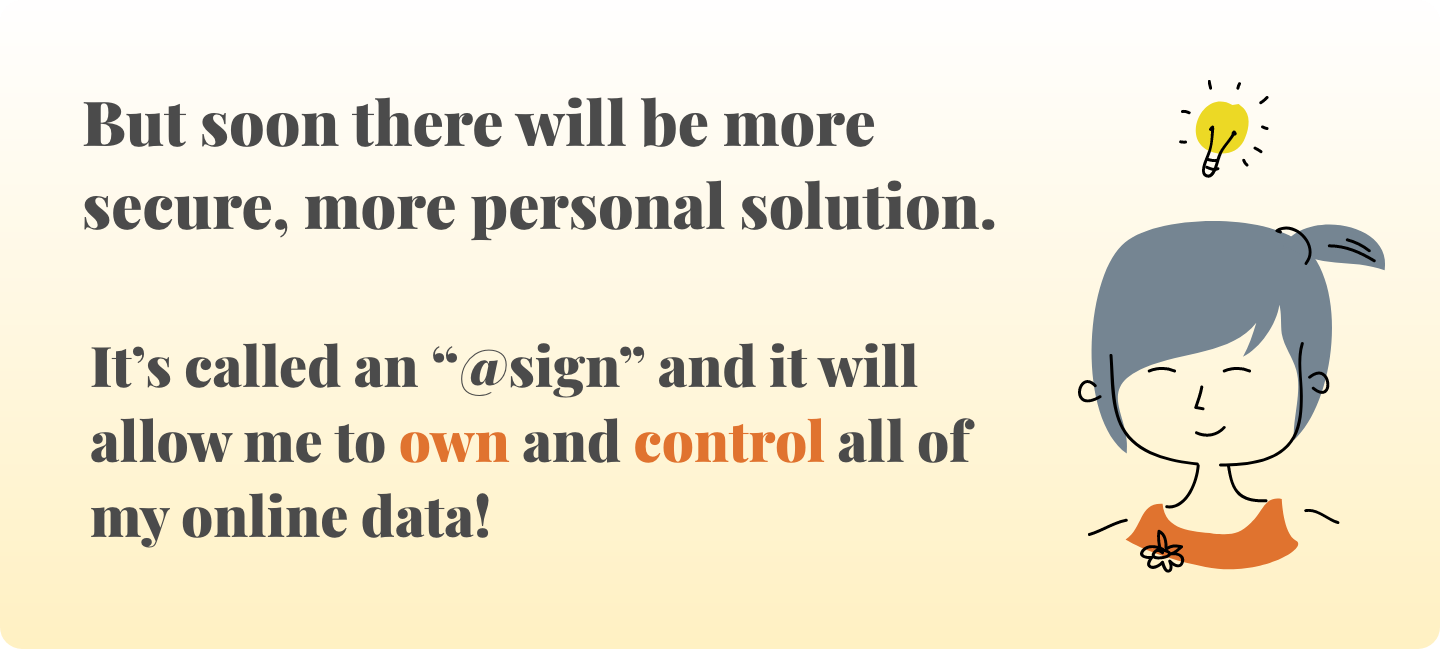 But soon there will be more
secure, more personal solution.
It’s called an “@sign” and it will
allow me to own and control all of
my online data!